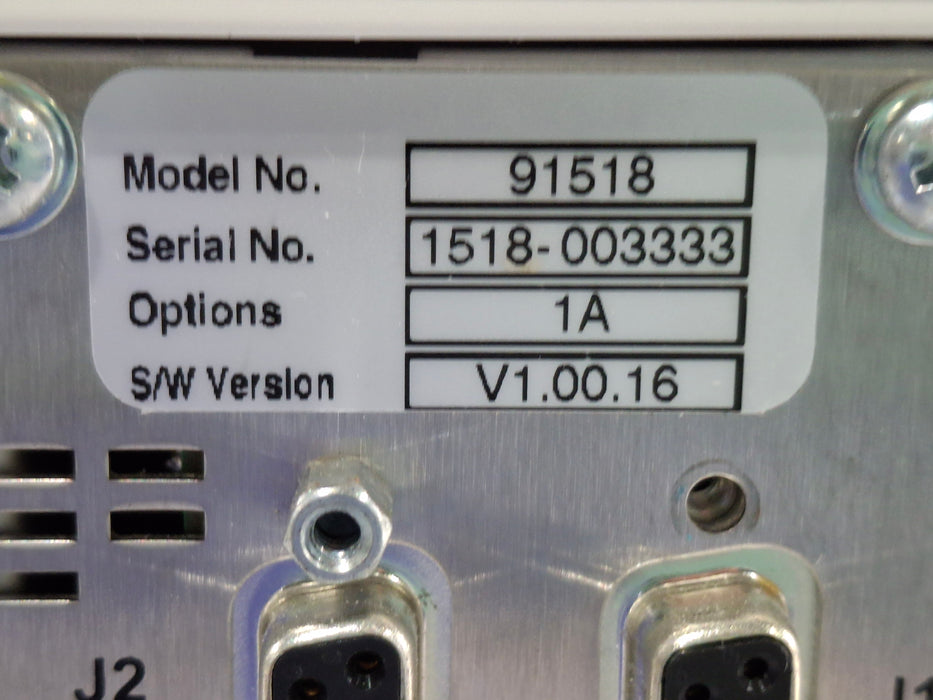 Model No. 91518
Serial No. 1518-003333
Options 1A
S/W Version V1.00.16
J2